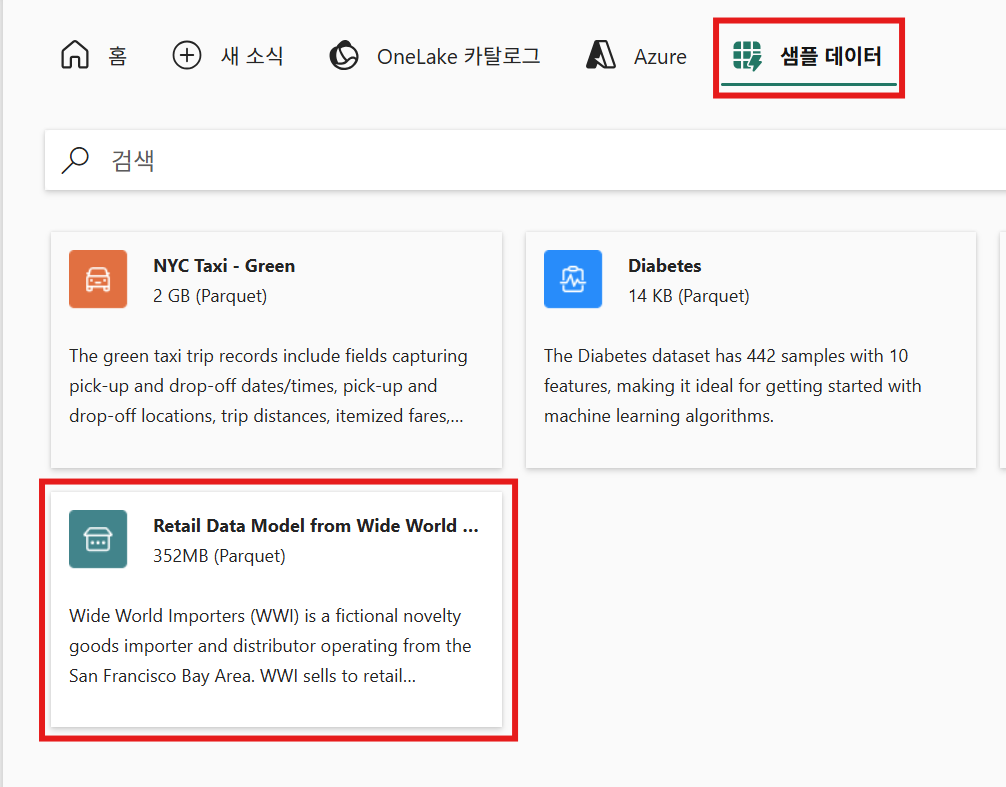 홈
새 소식
OneLake 카탈로그
Azure
샘플 데이터
검색
NYC Taxi - Green
2 GB (Parquet)
The green taxi trip records include fields capturing
pick-up and drop-off dates/times, pick-up and
drop-off locations, trip distances, itemized fares,...
Diabetes
14 KB (Parquet)
The Diabetes dataset has 442 samples with 10
features, making it ideal for getting started with
machine learning algorithms.
Retail Data Model from Wide World ...
352MB (Parquet)
Wide World Importers (WWI) is a fictional novelty
goods importer and distributor operating from the
San Francisco Bay Area. WWI sells to retail...